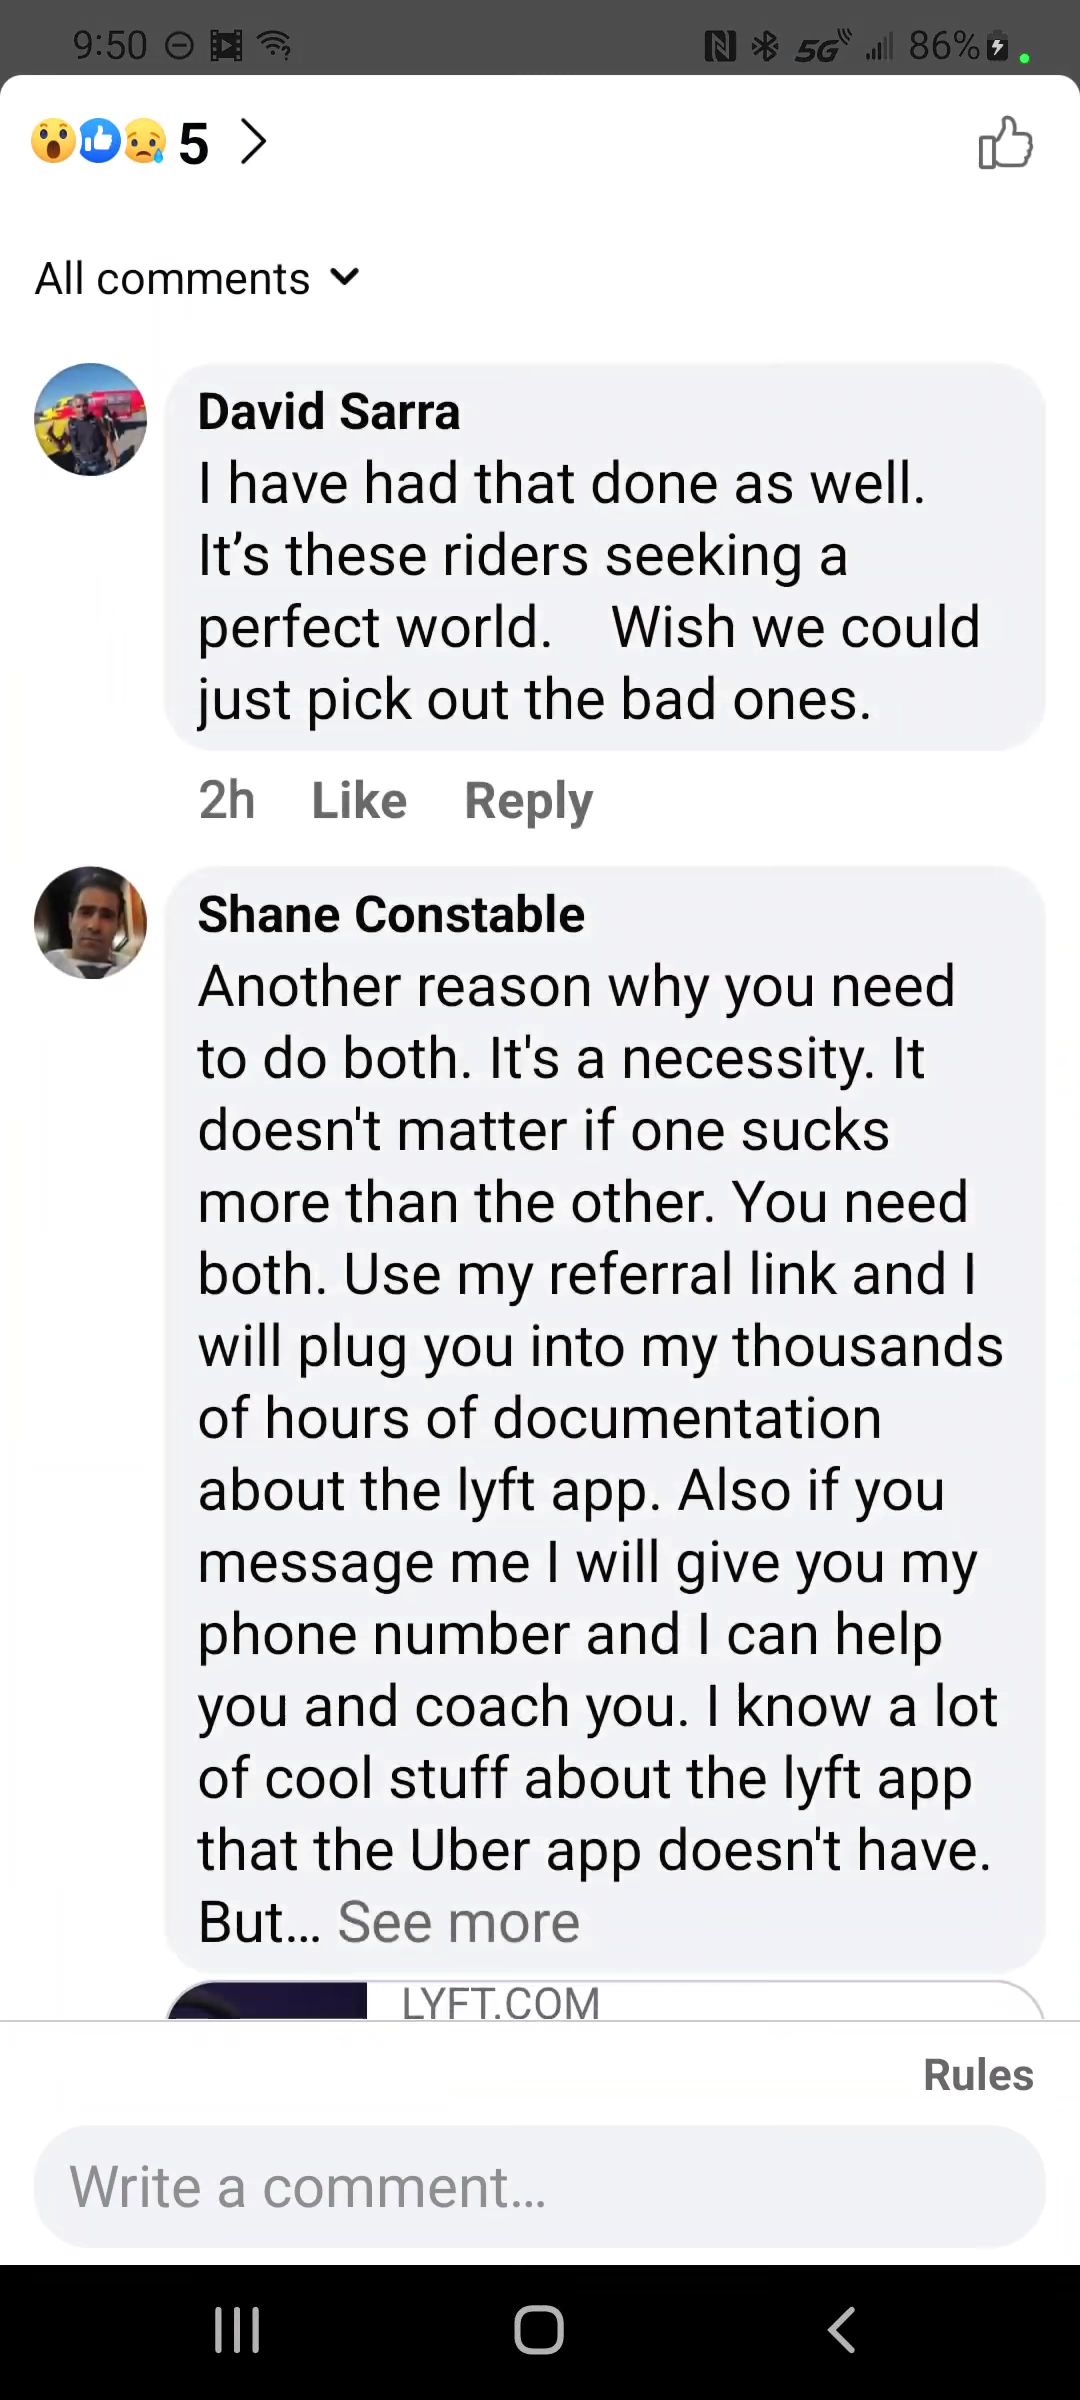 9:50 5G 86%
5
All comments
David Sarra
I have had that done as well.
It’s these riders seeking a
perfect world. Wish we could
just pick out the bad ones.
2h Like Reply
Shane Constable
Another reason why you need
to do both. It's a necessity. It
doesn't matter if one sucks
more than the other. You need
both. Use my referral link and I
will plug you into my thousands
of hours of documentation
about the lyft app. Also if you
message me I will give you my
phone number and I can help
you and coach you. I know a lot
of cool stuff about the lyft app
that the Uber app doesn't have.
But... See more
LYFT.COM
Rules
Write a comment...